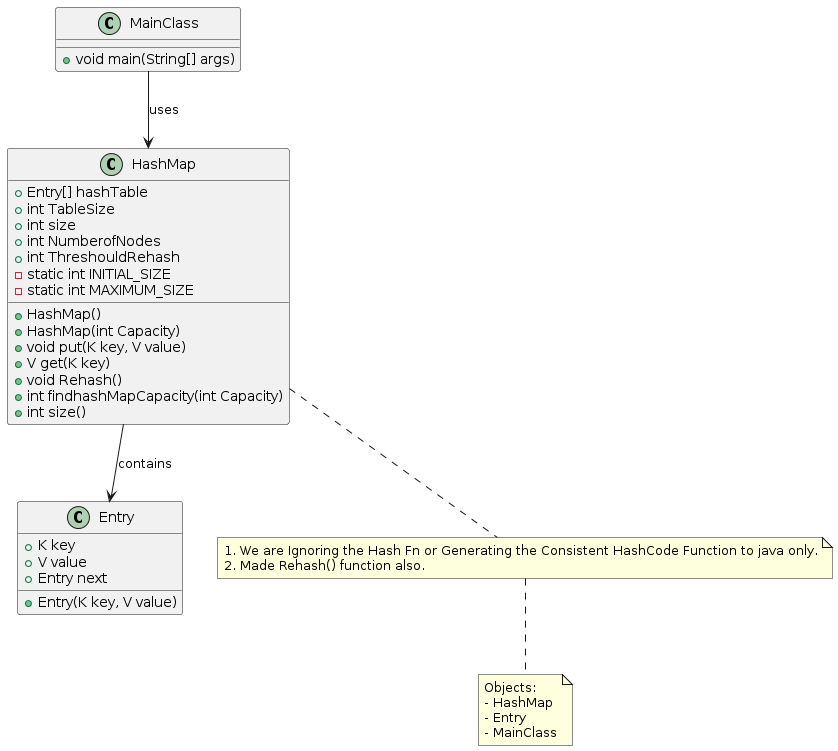 C MainClass
void main(String[] args)
uses
C HashMap
Entry[] hashTable
int TableSize
int size
int NumberofNodes
int ThreshouldRehash
static int INITIAL_SIZE
static int MAXIMUM_SIZE
HashMap()
HashMap(int Capacity)
void put(K key, V value)
V get(K key)
void Rehash()
int findhashMapCapacity(int Capacity)
int size()
contains
C Entry
K key
V value
Entry next
Entry(K key, V value)
1. We are Ignoring the Hash Fn or Generating the Consistent HashCode Function to java only.
2. Made Rehash() function also.
Objects:
- HashMap
- Entry
- MainClass